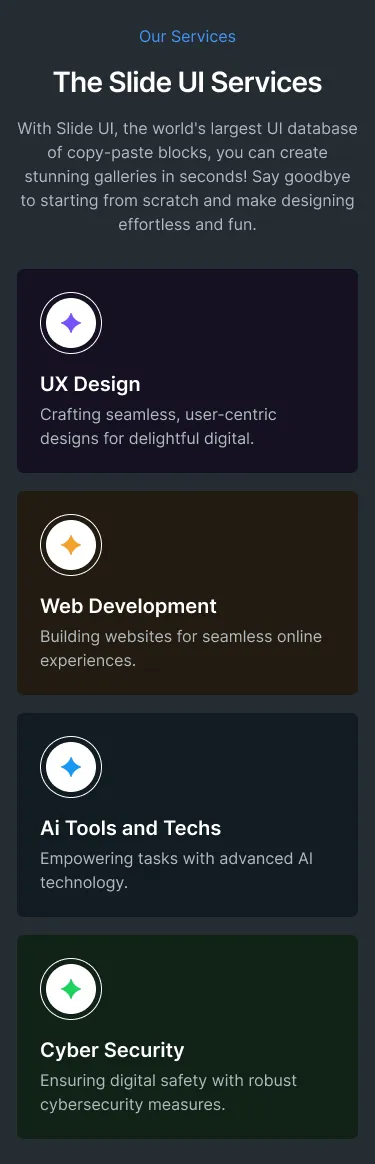 Our Services
The Slide UI Services
With Slide UI, the world's largest UI database
of copy-paste blocks, you can create
stunning galleries in seconds! Say goodbye
to starting from scratch and make designing
effortless and fun.
UX Design
Crafting seamless, user-centric
designs for delightful digital.
Web Development
Building websites for seamless online
experiences.
Ai Tools and Techs
Empowering tasks with advanced AI
technology.
Cyber Security
Ensuring digital safety with robust
cybersecurity measures.